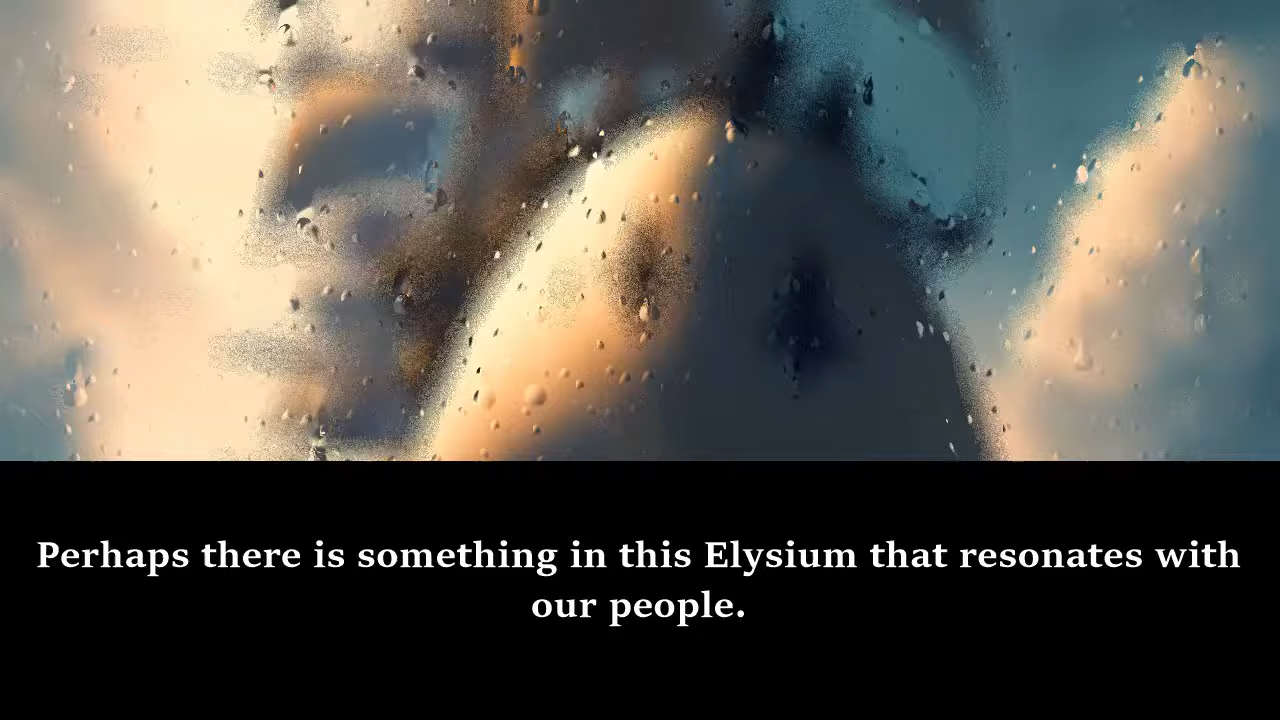 Perhaps there is something in this Elysium that resonates with
our people.